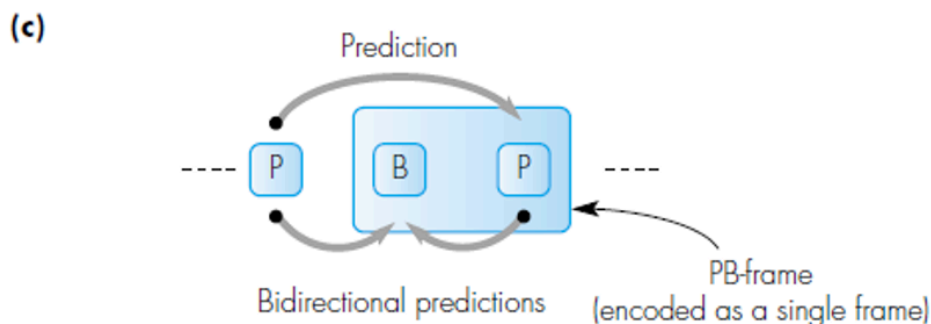 (c)
Prediction
P
B
P
Bidirectional predictions
PB-frame
(encoded as a single frame)